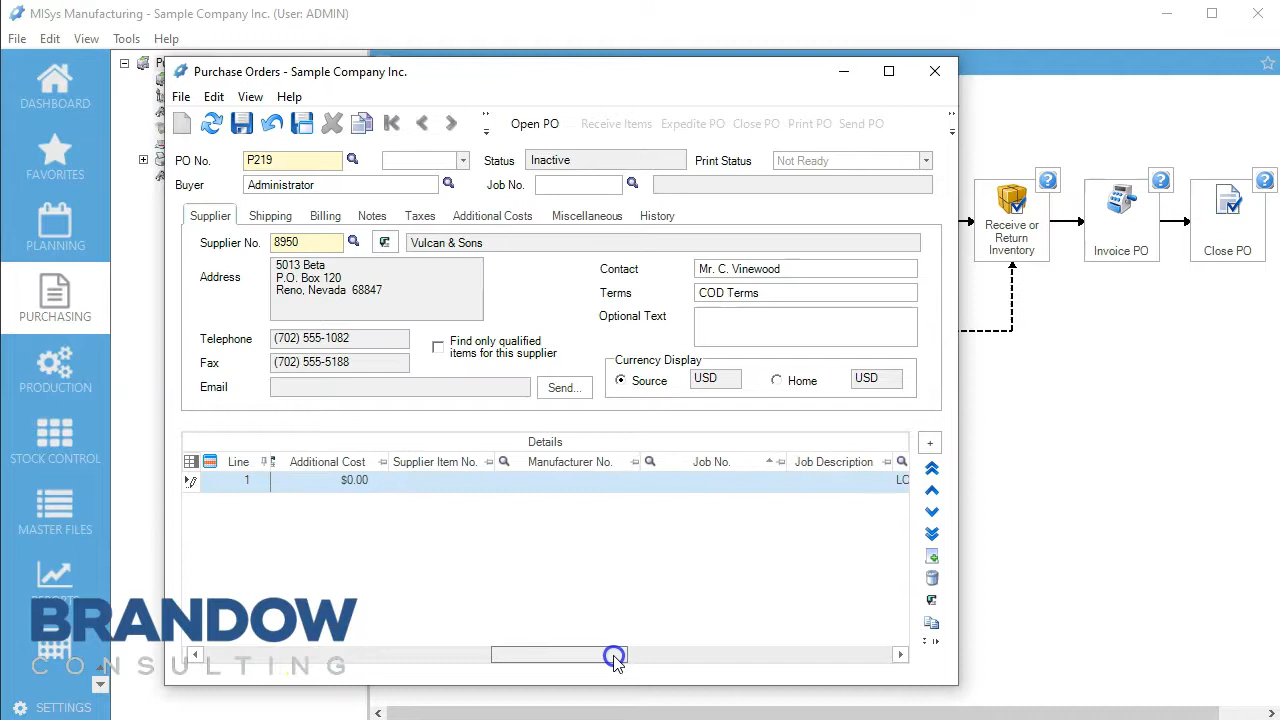 MISys Manufacturing - Sample Company Inc. (User: ADMIN)
File Edit View Tools Help
DASHBOARD
FAVORITES
PLANNING
PURCHASING
PRODUCTION
STOCK CONTROL
MASTER FILES
SETTINGS
Purchase Orders - Sample Company Inc.
File Edit View Help
Open PO Receive Items Expedite PO Close PO Print PO Send PO
PO No. P219 Status Inactive Print Status Not Ready
Buyer Administrator Job No.
Supplier Shipping Billing Notes Taxes Additional Costs Miscellaneous History
Supplier No. 8950 Vulcan & Sons
Address 5013 Beta
P.O. Box 120
Reno, Nevada 68847
Contact Mr. C. Vinewood
Terms COD Terms
Optional Text
Telephone (702) 555-1082
Fax (702) 555-5188
Email Send...
Find only qualified
items for this supplier
Currency Display
Source USD Home USD
Details
Line Additional Cost Supplier Item No. Manufacturer No. Job No. Job Description
1 $0.00 LO
Receive or
Return
Inventory
Invoice PO
Close PO
BRANDOW
CONSULTING